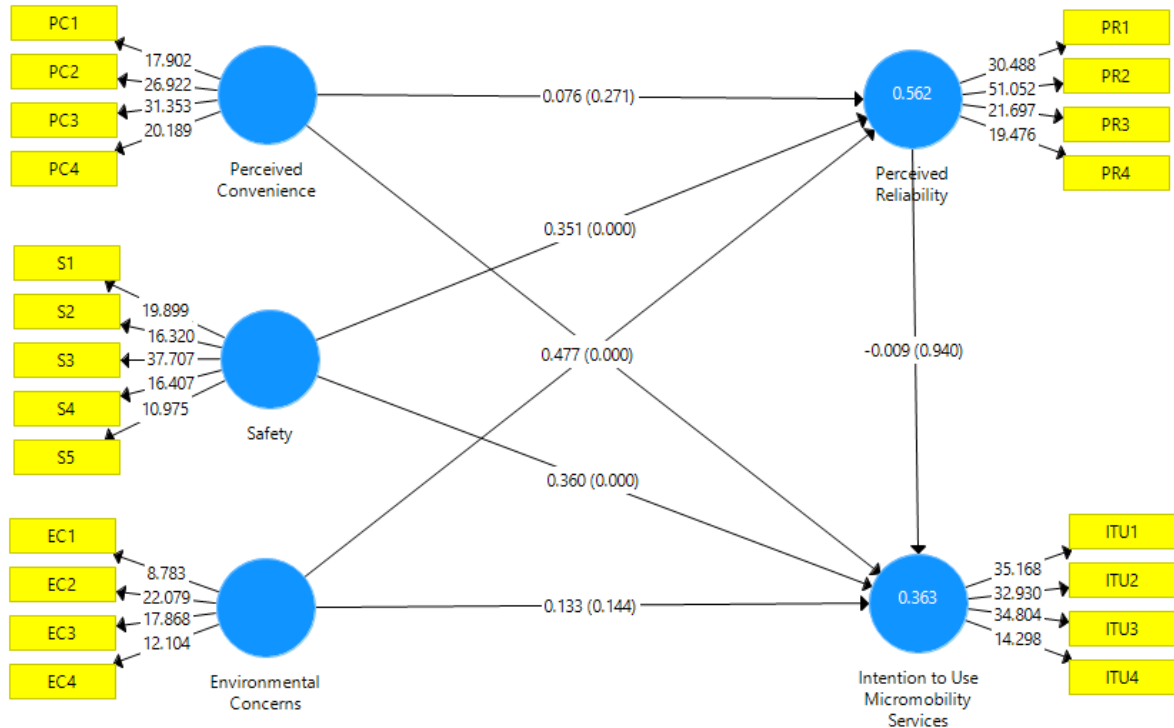 PC1
PC2
PC3
PC4
17.902
26.922
31.353
20.189
Perceived
Convenience
0.076 (0.271)
0.562
Perceived
Reliability
30.488
51.052
21.697
19.476
PR1
PR2
PR3
PR4
S1
S2
S3
S4
S5
19.899
16.320
37.707
16.407
10.975
Safety
0.351 (0.000)
0.477 (0.000)
-0.009 (0.940)
0.360 (0.000)
EC1
EC2
EC3
EC4
8.783
22.079
17.868
12.104
Environmental
Concerns
0.133 (0.144)
0.363
Intention to Use
Micromobility
Services
35.168
32.930
34.804
14.298
ITU1
ITU2
ITU3
ITU4